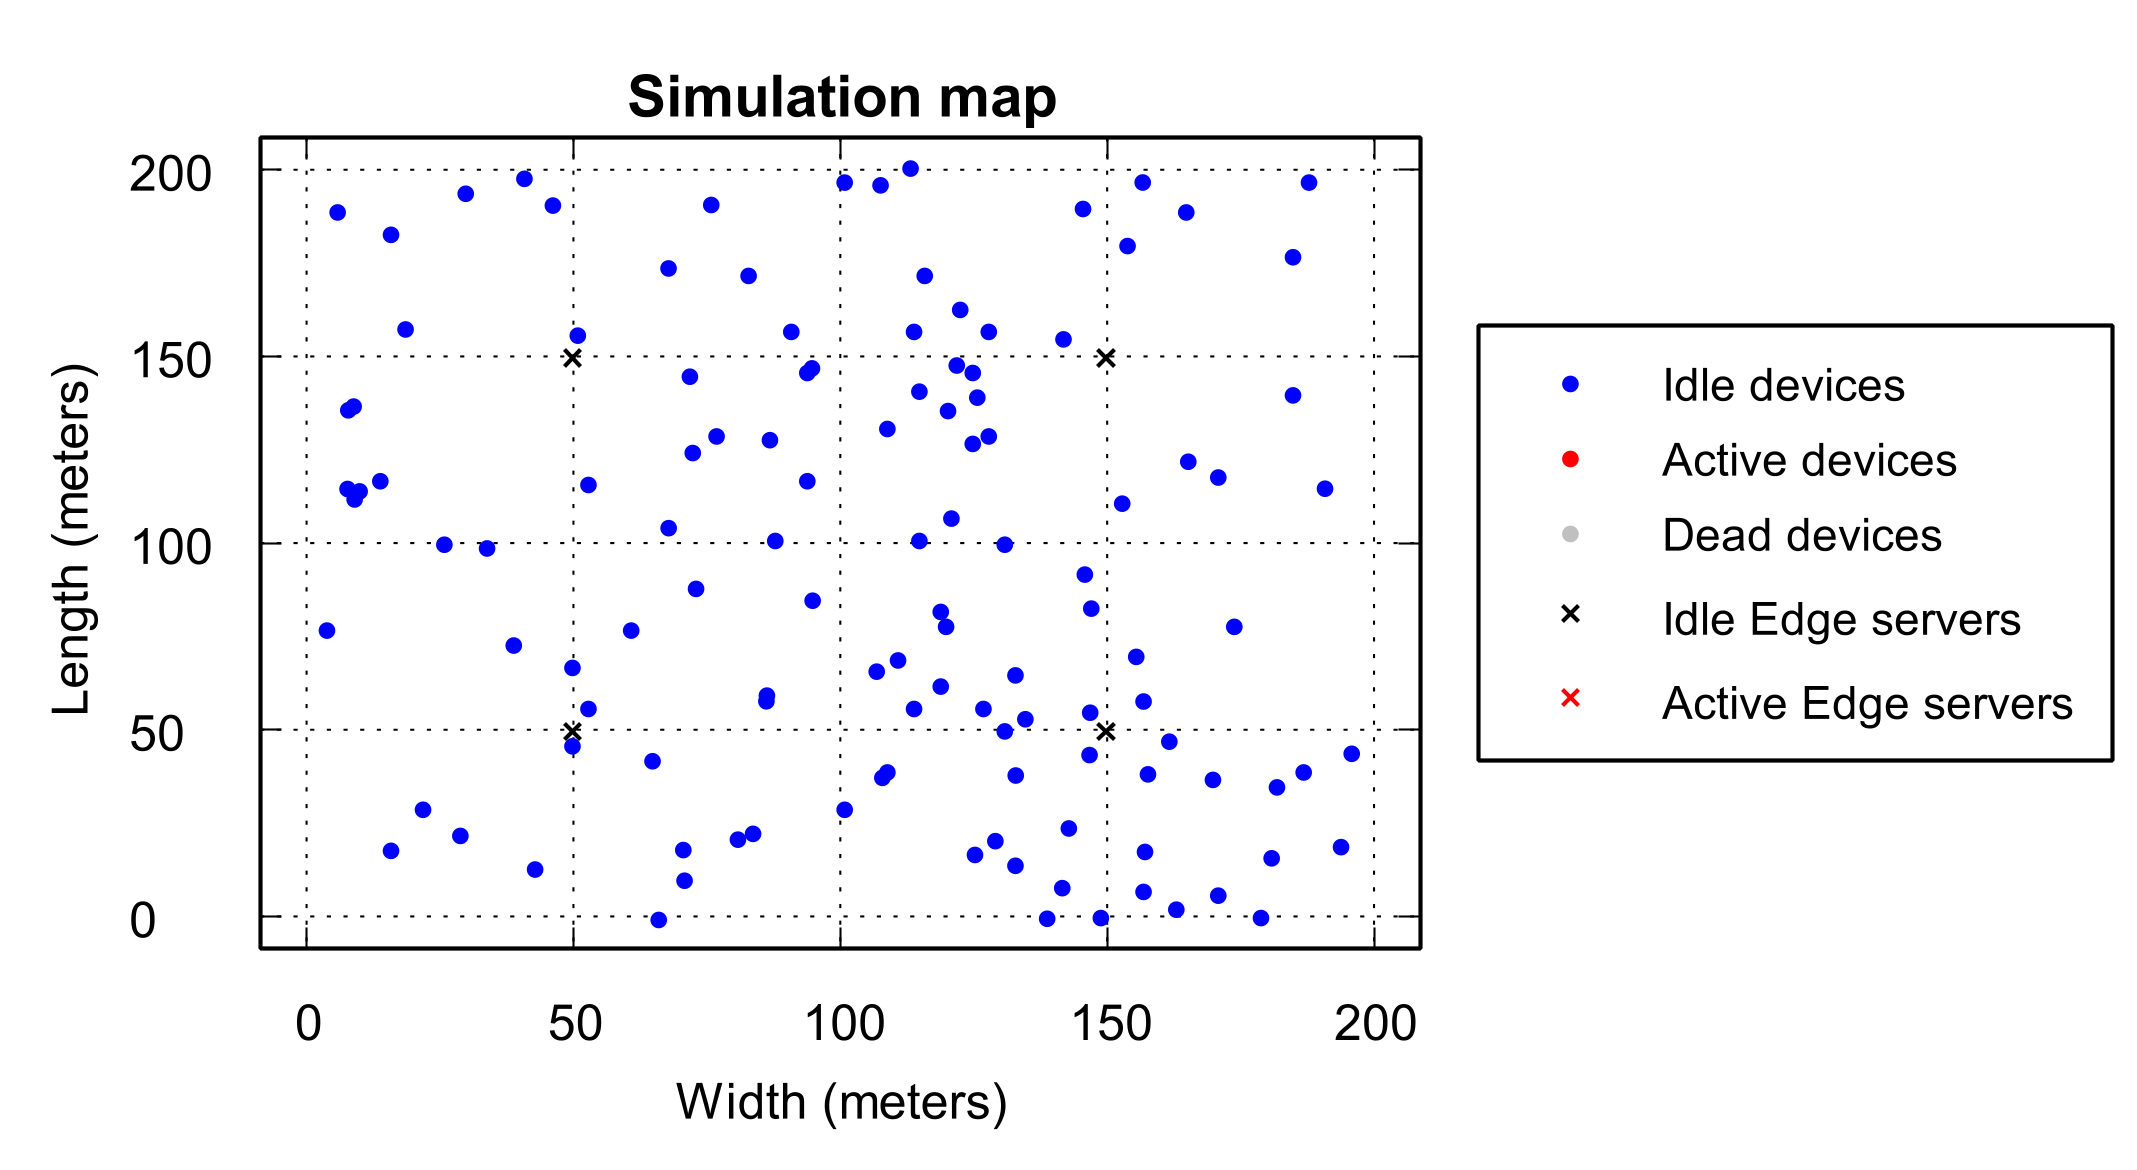 Simulation map
200
150
100
50
0
Length (meters)
0 50 100 150 200
Width (meters)
Idle devices
Active devices
Dead devices
Idle Edge servers
Active Edge servers